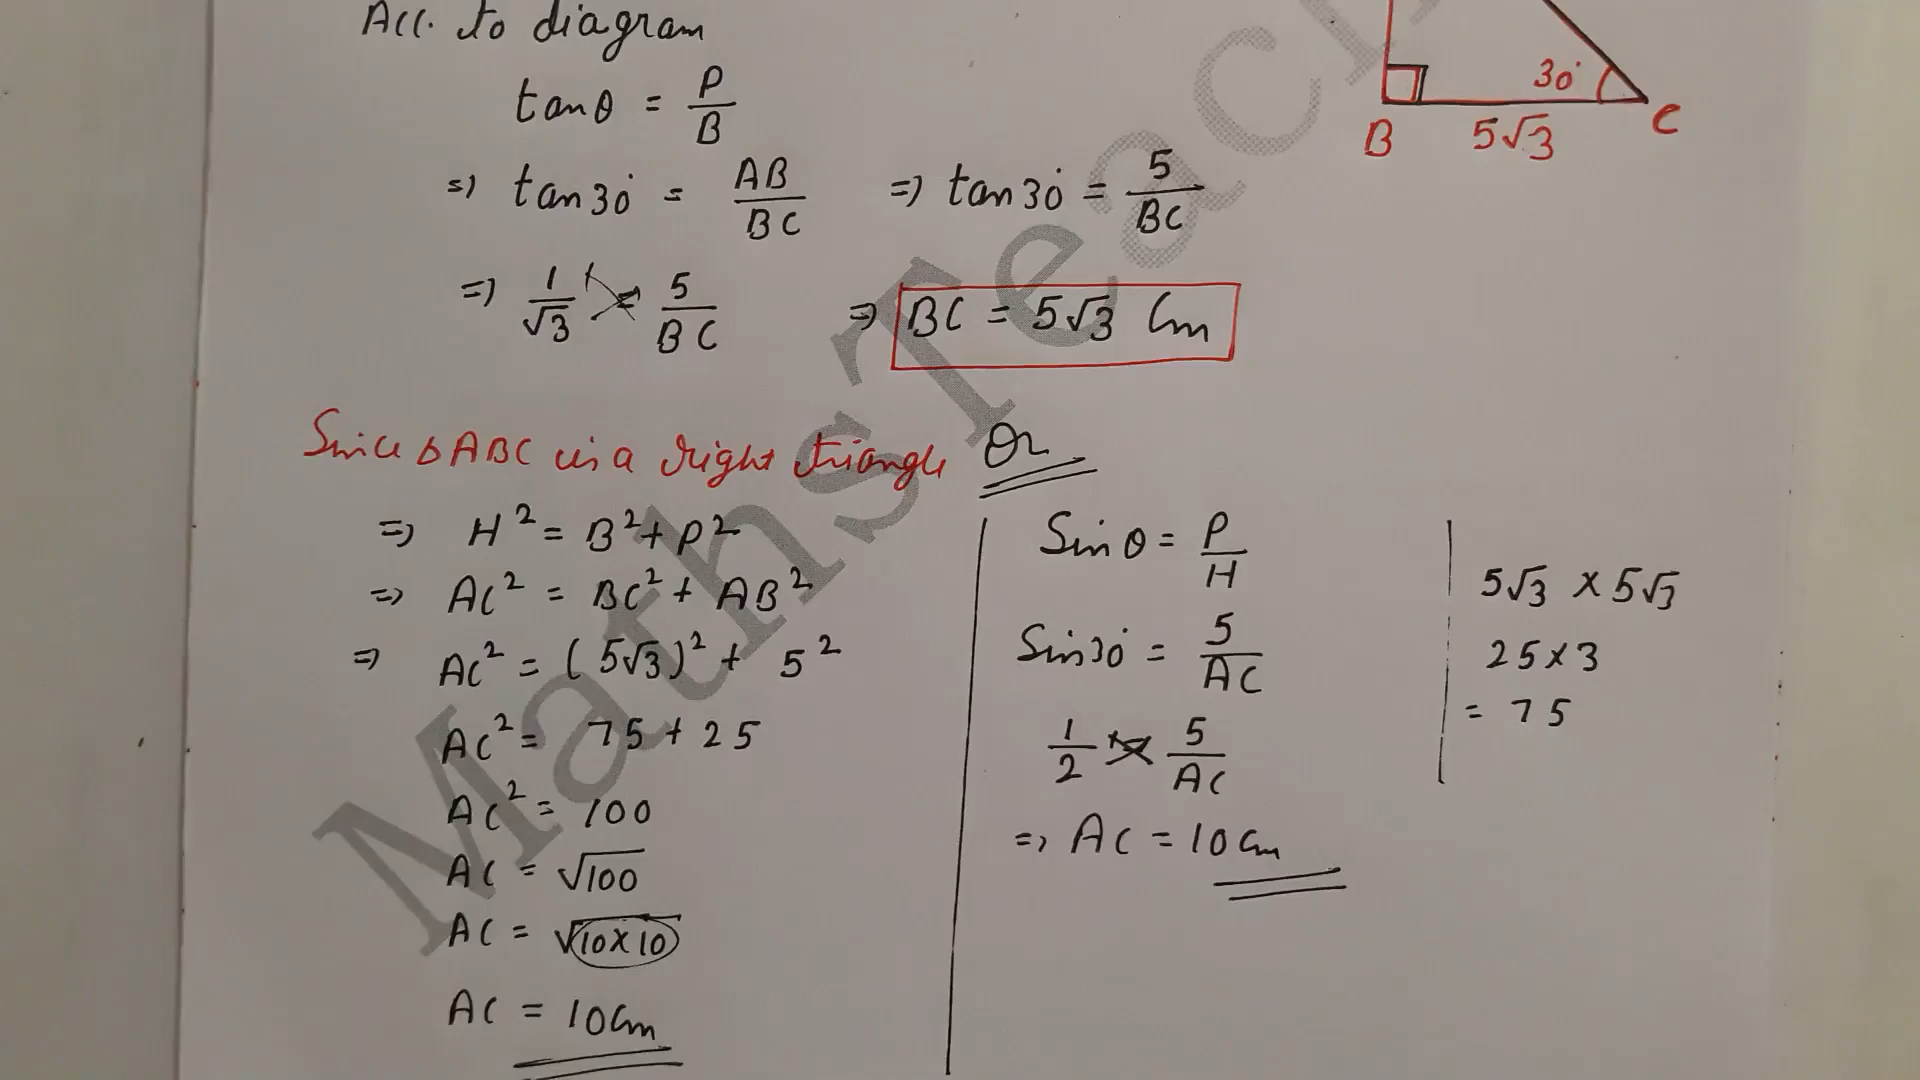 Acc. to diagram
tanθ = P/B
=> tan30° = AB/BC => tan30° = 5/BC
=> 1/√3 = 5/BC => BC = 5√3 Cm
30°
B 5√3 C
Since △ABC is a right triangle Or
=> H² = B² + P²
=> AC² = BC² + AB²
=> AC² = (5√3)² + 5²
AC² = 75 + 25
AC² = 100
AC = √100
AC = √10×10
AC = 10Cm
Sinθ = P/H
Sin30° = 5/AC
1/2 = 5/AC
=> AC = 10Cm
5√3 × 5√3
25×3
= 75